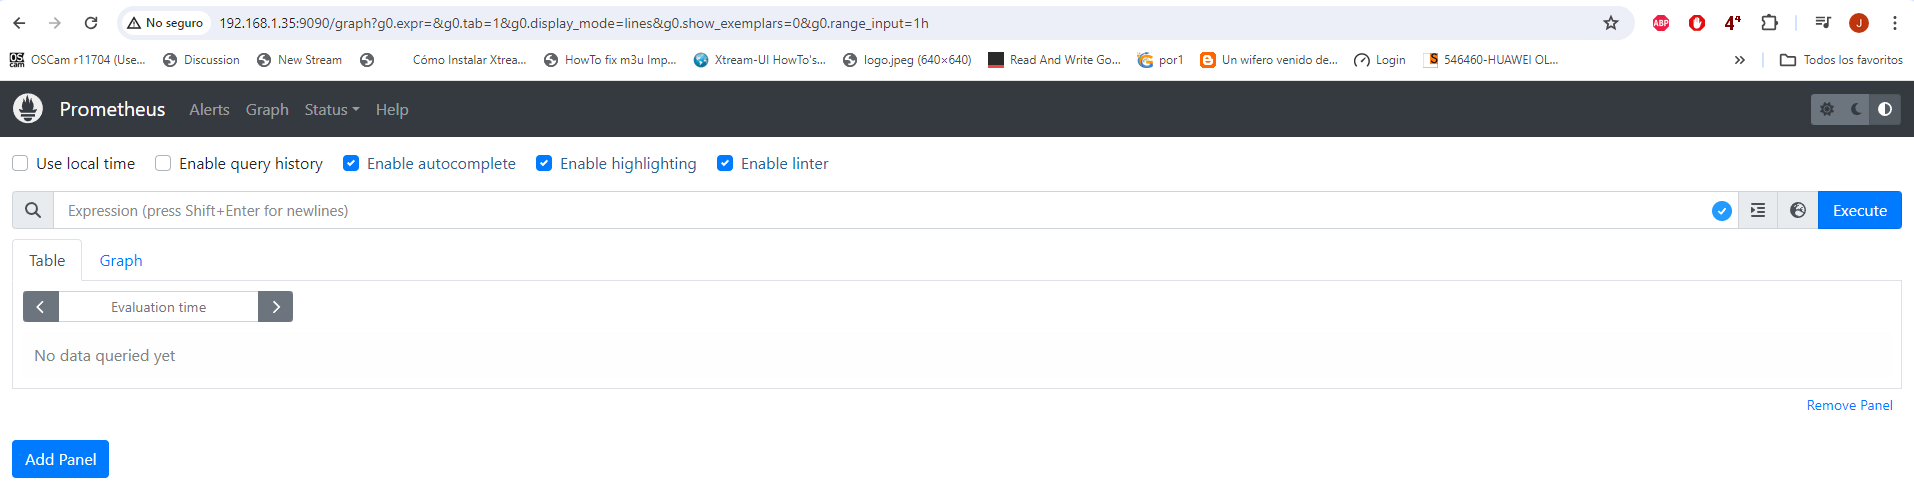 No seguro 192.168.1.35:9090/graph?g0.expr=&g0.tab=1&g0.display_mode=lines&g0.show_exemplars=0&g0.range_input=1h ABP 4⁴ J
OSCam OSCam r11704 (Use... Discussion New Stream Cómo Instalar Xtrea... HowTo fix m3u Imp... Xtream-UI HowTo's... logo.jpeg (640×640) Read And Write Go... por1 Un wifero venido de... Login S 546460-HUAWEI OL... » Todos los favoritos
Prometheus Alerts Graph Status Help
Use local time Enable query history Enable autocomplete Enable highlighting Enable linter
Expression (press Shift+Enter for newlines) Execute
Table Graph
Evaluation time
No data queried yet
Remove Panel
Add Panel